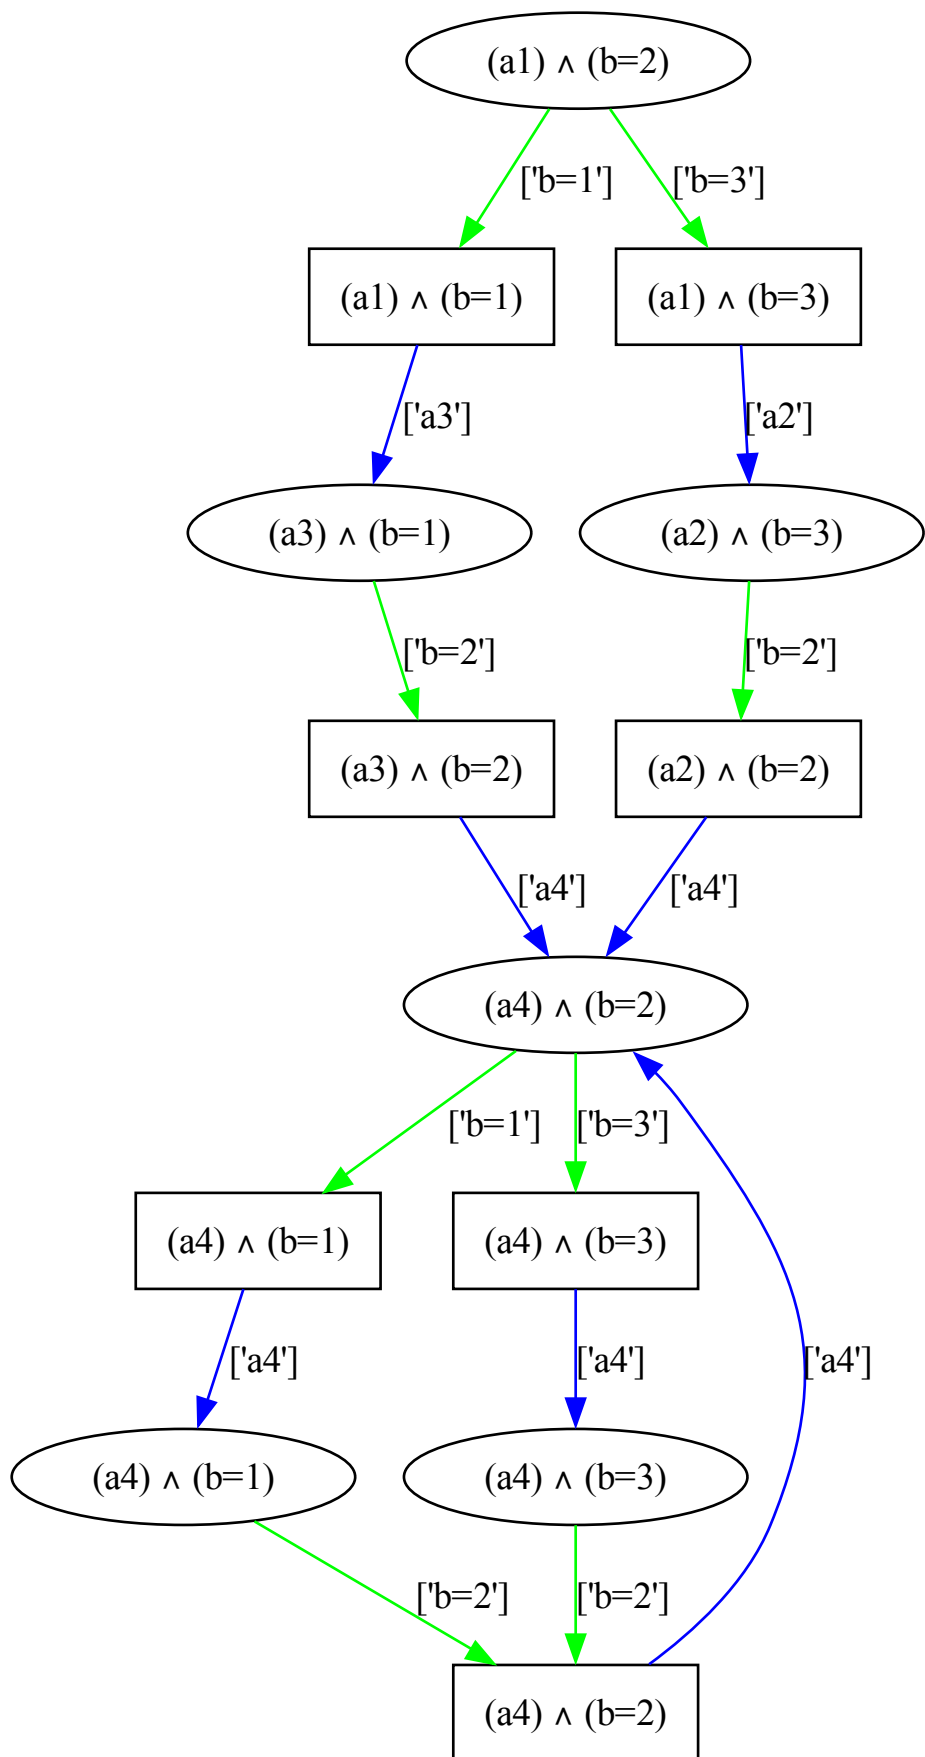 (a1) ∧ (b=2)
['b=1'] ['b=3']
(a1) ∧ (b=1) (a1) ∧ (b=3)
['a3'] ['a2']
(a3) ∧ (b=1) (a2) ∧ (b=3)
['b=2'] ['b=2']
(a3) ∧ (b=2) (a2) ∧ (b=2)
['a4'] ['a4']
(a4) ∧ (b=2)
['b=1'] ['b=3']
(a4) ∧ (b=1) (a4) ∧ (b=3)
['a4'] ['a4'] ['a4']
(a4) ∧ (b=1) (a4) ∧ (b=3)
['b=2'] ['b=2']
(a4) ∧ (b=2)